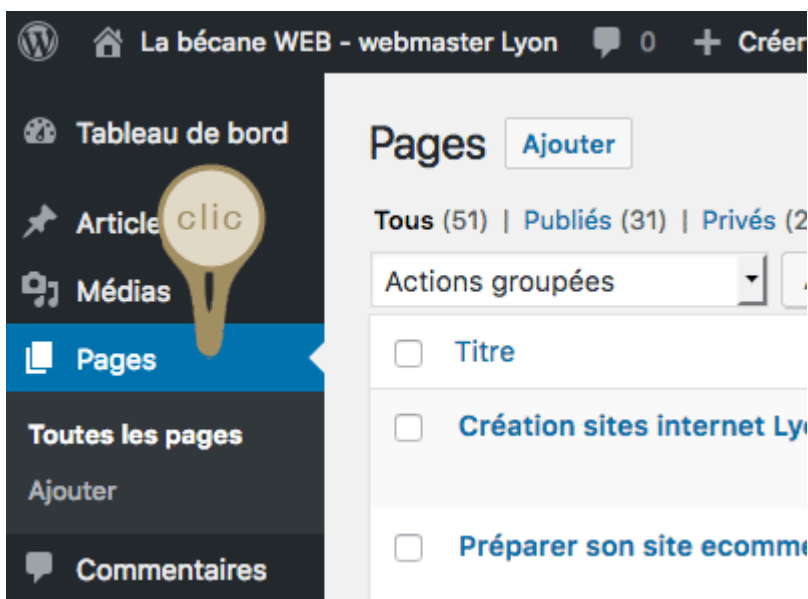 La bécane WEB - webmaster Lyon 0 + Créer
Tableau de bord
Article
clic
Médias
Pages
Toutes les pages
Ajouter
Commentaires
Pages Ajouter
Tous (51) | Publiés (31) | Privés (2
Actions groupées
Titre
Création sites internet Ly
Préparer son site ecomme